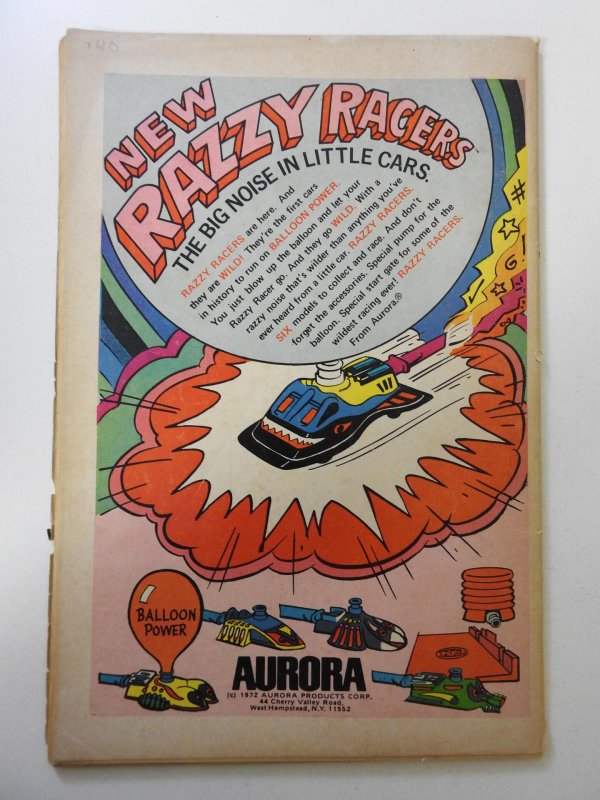 340
NEW
RAZZY RACERS™
THE BIG NOISE IN LITTLE CARS.
RAZZY RACERS are here. And
they are WILD! They're the first cars
in history to run on BALLOON POWER.
You just blow up the balloon and let your
Razzy Racer go. And they go WILD. With a
razzy noise that's wilder than anything you've
ever heard from a little car. RAZZY RACERS.
SIX models to collect and race. And don't
forget the accessories. Special pump for the
balloon. Special start gate for some of the
wildest racing ever! RAZZY RACERS.
From Aurora.®
#
G!
BALLOON
POWER
AURORA
(c) 1972 AURORA PRODUCTS CORP.
44 Cherry Valley Road,
West Hempstead, N.Y. 11552